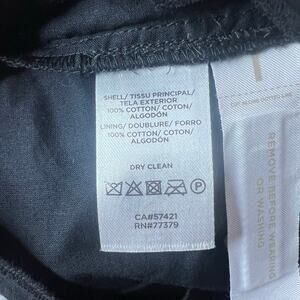 SHELL/ TISSU PRINCIPAL/
TELA EXTERIOR
100% COTTON/ COTON/
ALGODÓN
LINING/ DOUBLURE/ FORRO
100% COTTON/ COTON/
ALGODÓN
DRY CLEAN
P
CA#57421
RN#77379
REMOVE BEFORE WEARING
OR WASHING